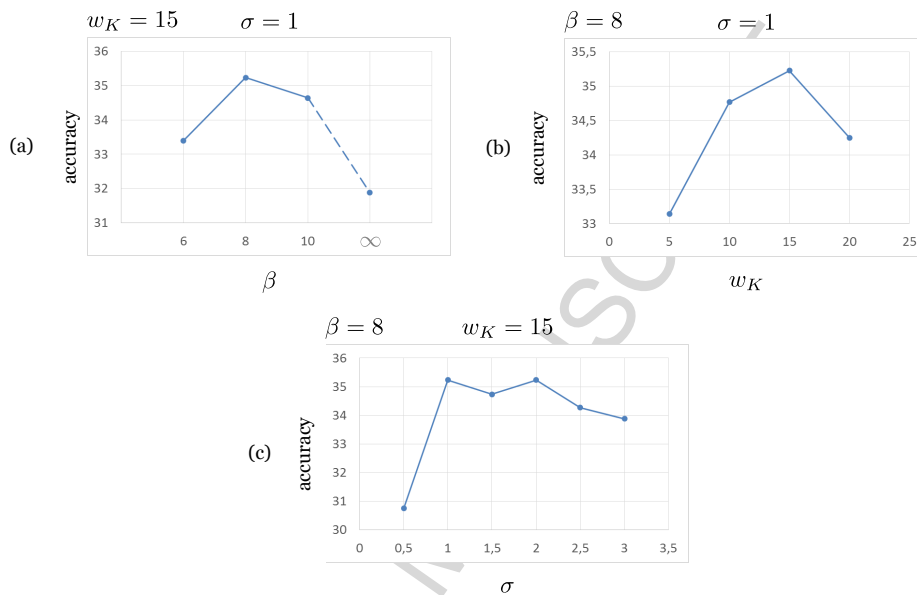 w_K = 15 σ = 1
36
35
34
33
32
31
6 8 10 ∞
accuracy
(a)
β
β = 8 σ = 1
35,5
35
34,5
34
33,5
33
0 5 10 15 20 25
accuracy
(b)
w_K
β = 8 w_K = 15
36
35
34
33
32
31
30
0 0,5 1 1,5 2 2,5 3 3,5
accuracy
(c)
σ